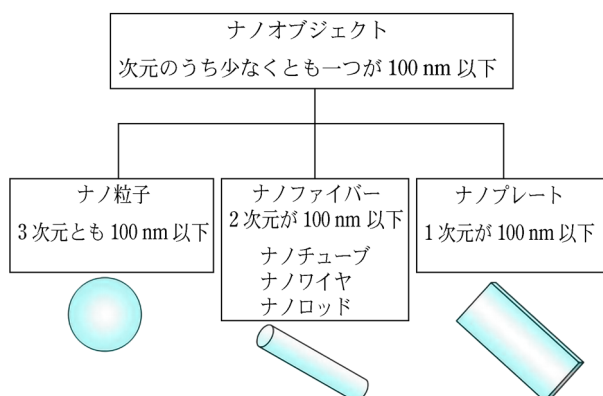 ナノオブジェクト
次元のうち少なくとも一つが 100 nm 以下
ナノ粒子
3 次元とも 100 nm 以下
ナノファイバー
2 次元が 100 nm 以下
ナノチューブ
ナノワイヤ
ナノロッド
ナノプレート
1 次元が 100 nm 以下